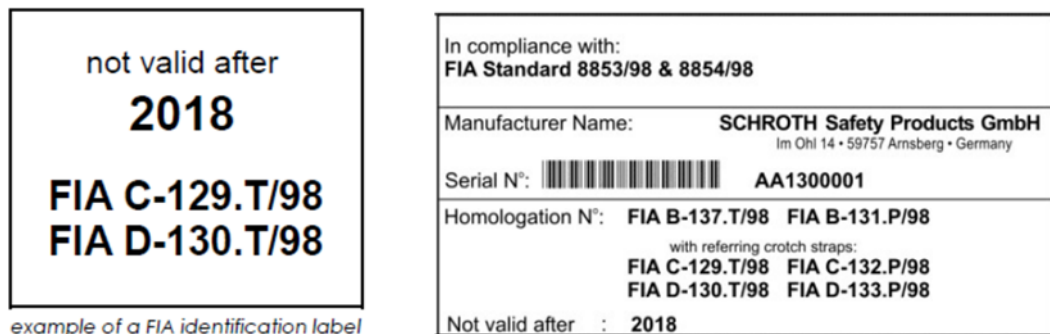 not valid after
2018
FIA C-129.T/98
FIA D-130.T/98
example of a FIA identification label
In compliance with:
FIA Standard 8853/98 & 8854/98
Manufacturer Name: SCHROTH Safety Products GmbH
Im Ohl 14 • 59757 Arnsberg • Germany
Serial N°: AA1300001
Homologation N°: FIA B-137.T/98 FIA B-131.P/98
with referring crotch straps:
FIA C-129.T/98 FIA C-132.P/98
FIA D-130.T/98 FIA D-133.P/98
Not valid after : 2018